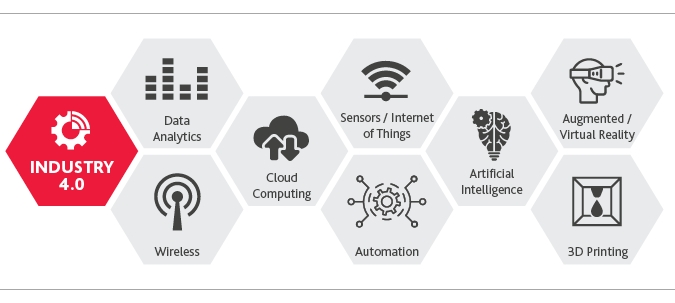 INDUSTRY
4.0
Data
Analytics
Wireless
Cloud
Computing
Sensors / Internet
of Things
Automation
Artificial
Intelligence
Augmented /
Virtual Reality
3D Printing